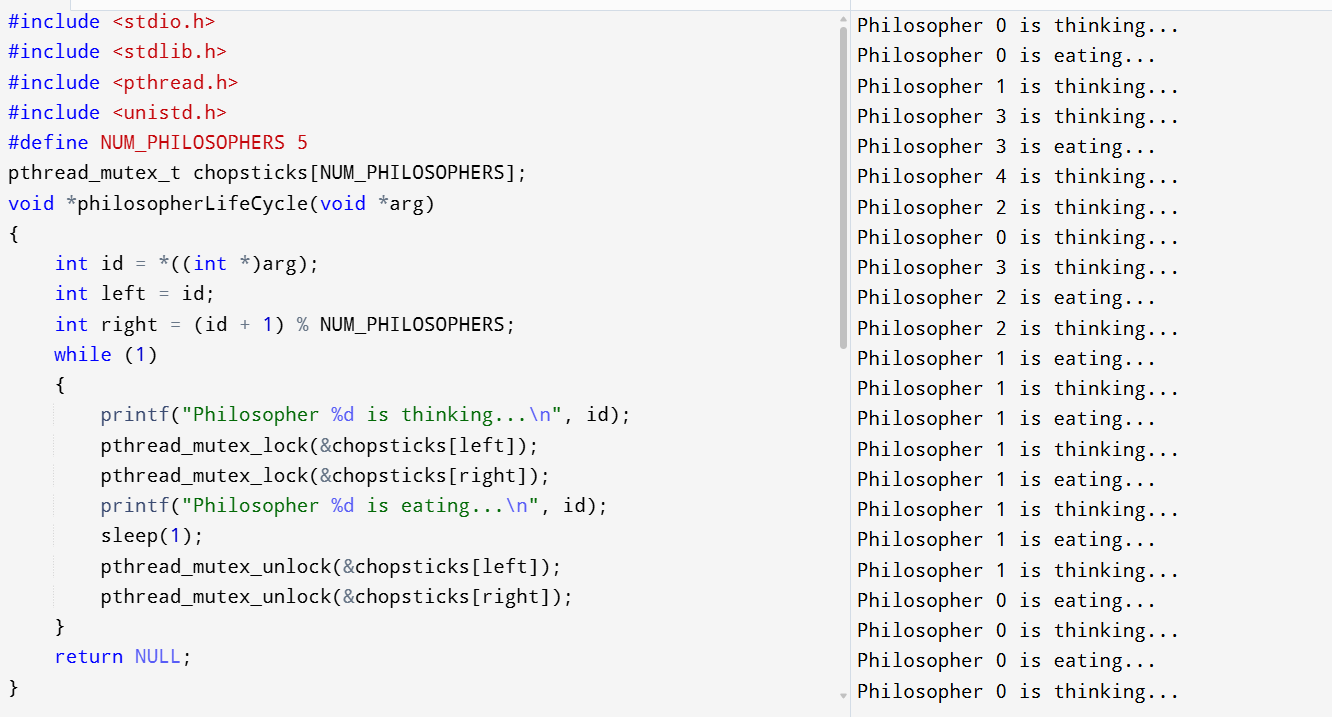 #include <stdio.h>
#include <stdlib.h>
#include <pthread.h>
#include <unistd.h>
#define NUM_PHILOSOPHERS 5
pthread_mutex_t chopsticks[NUM_PHILOSOPHERS];
void *philosopherLifeCycle(void *arg)
{
    int id = *((int *)arg);
    int left = id;
    int right = (id + 1) % NUM_PHILOSOPHERS;
    while (1)
    {
        printf("Philosopher %d is thinking...\n", id);
        pthread_mutex_lock(&chopsticks[left]);
        pthread_mutex_lock(&chopsticks[right]);
        printf("Philosopher %d is eating...\n", id);
        sleep(1);
        pthread_mutex_unlock(&chopsticks[left]);
        pthread_mutex_unlock(&chopsticks[right]);
    }
    return NULL;
}
Philosopher 0 is thinking...
Philosopher 0 is eating...
Philosopher 1 is thinking...
Philosopher 3 is thinking...
Philosopher 3 is eating...
Philosopher 4 is thinking...
Philosopher 2 is thinking...
Philosopher 0 is thinking...
Philosopher 3 is thinking...
Philosopher 2 is eating...
Philosopher 2 is thinking...
Philosopher 1 is eating...
Philosopher 1 is thinking...
Philosopher 1 is eating...
Philosopher 1 is thinking...
Philosopher 1 is eating...
Philosopher 1 is thinking...
Philosopher 1 is eating...
Philosopher 1 is thinking...
Philosopher 0 is eating...
Philosopher 0 is thinking...
Philosopher 0 is eating...
Philosopher 0 is thinking...